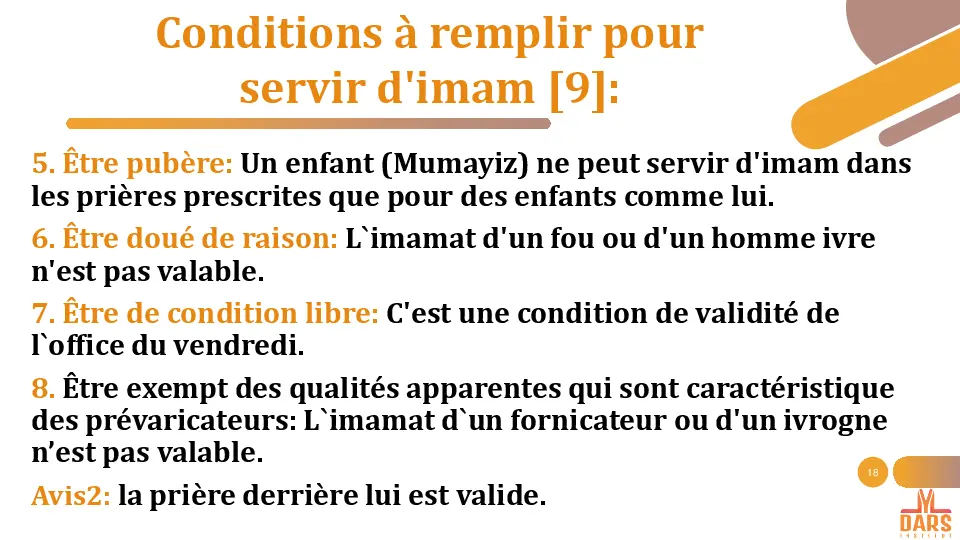 Conditions à remplir pour
servir d'imam [9]:
5. Être pubère: Un enfant (Mumayiz) ne peut servir d'imam dans
les prières prescrites que pour des enfants comme lui.
6. Être doué de raison: L`imamat d'un fou ou d'un homme ivre
n'est pas valable.
7. Être de condition libre: C'est une condition de validité de
l`office du vendredi.
8. Être exempt des qualités apparentes qui sont caractéristique
des prévaricateurs: L`imamat d`un fornicateur ou d'un ivrogne
n’est pas valable.
18
Avis2: la prière derrière lui est valide.
DARS
INSTITUT